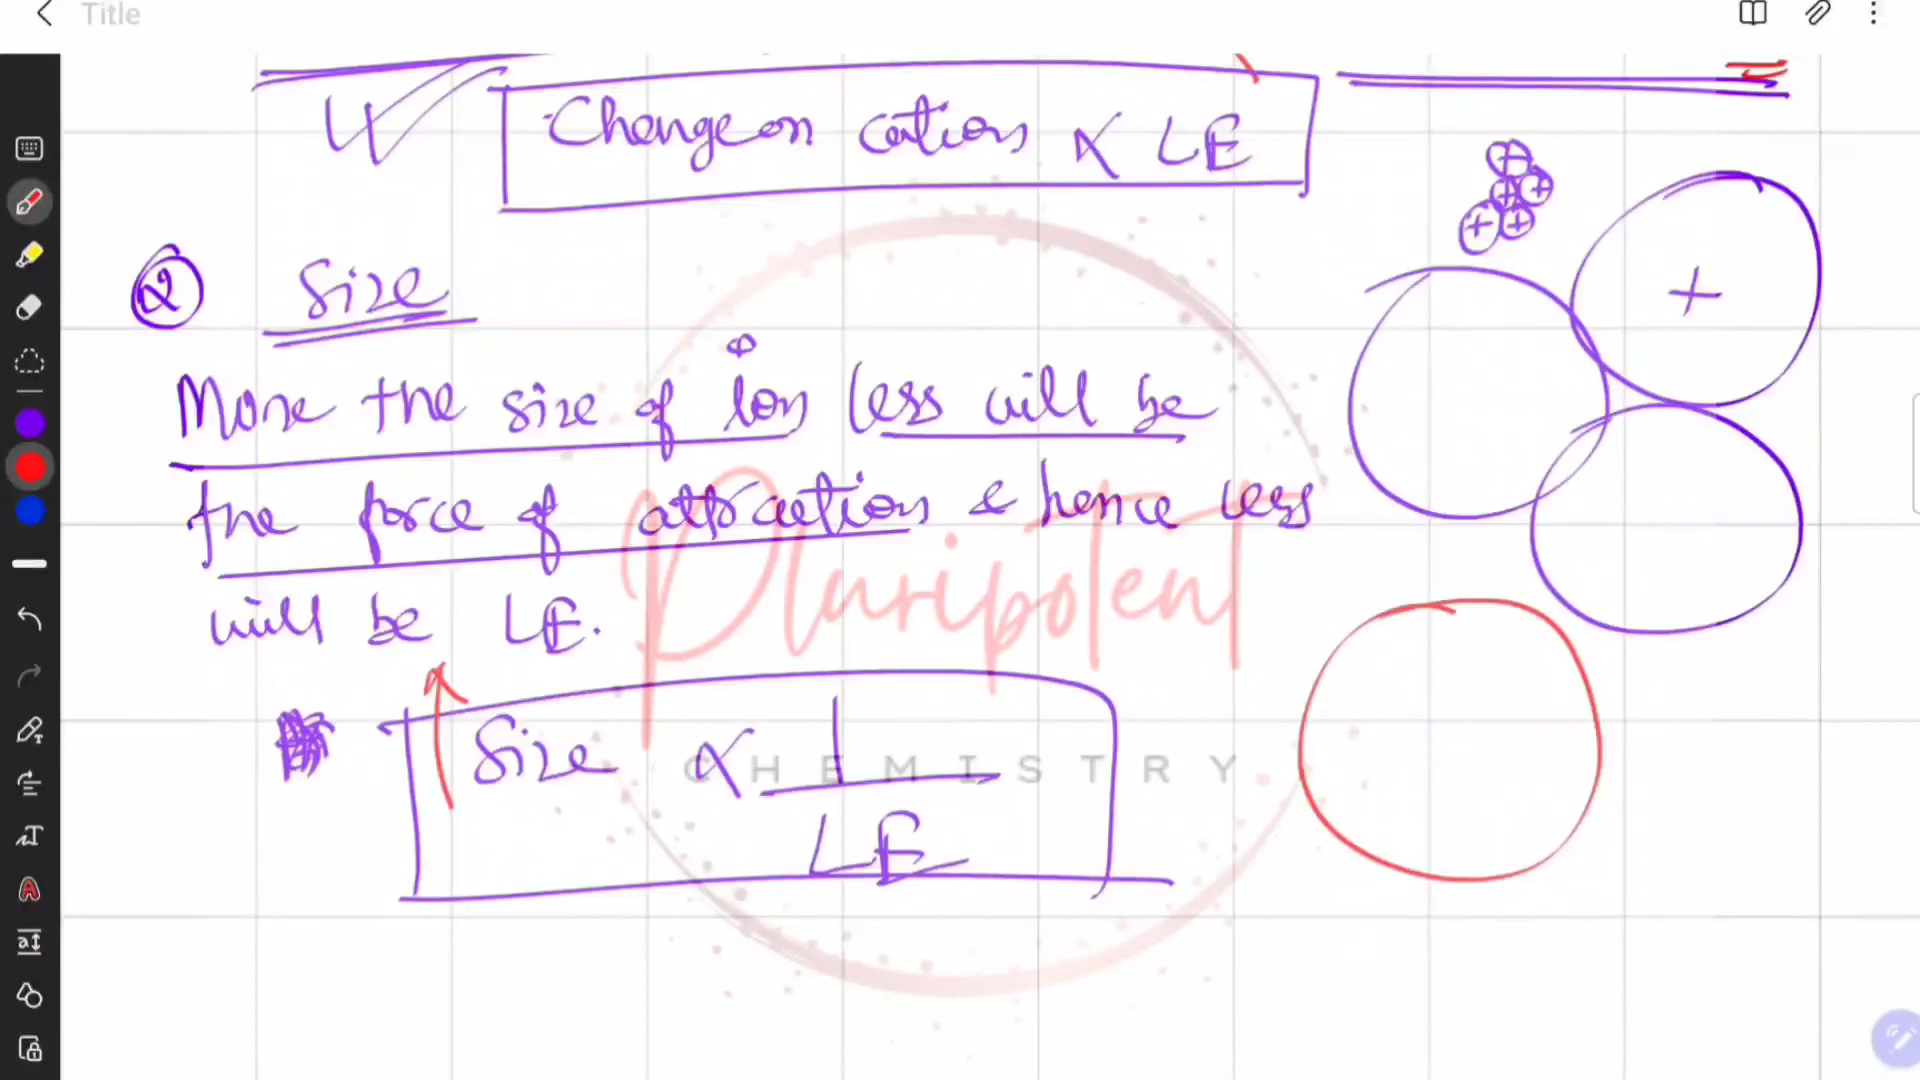 Title
Charge on cation ∝ LE
② Size
More the size of ion less will be
the force of attraction & hence less
will be LE.
Size ∝ 1/LE
+
Pluripotent
CHEMISTRY